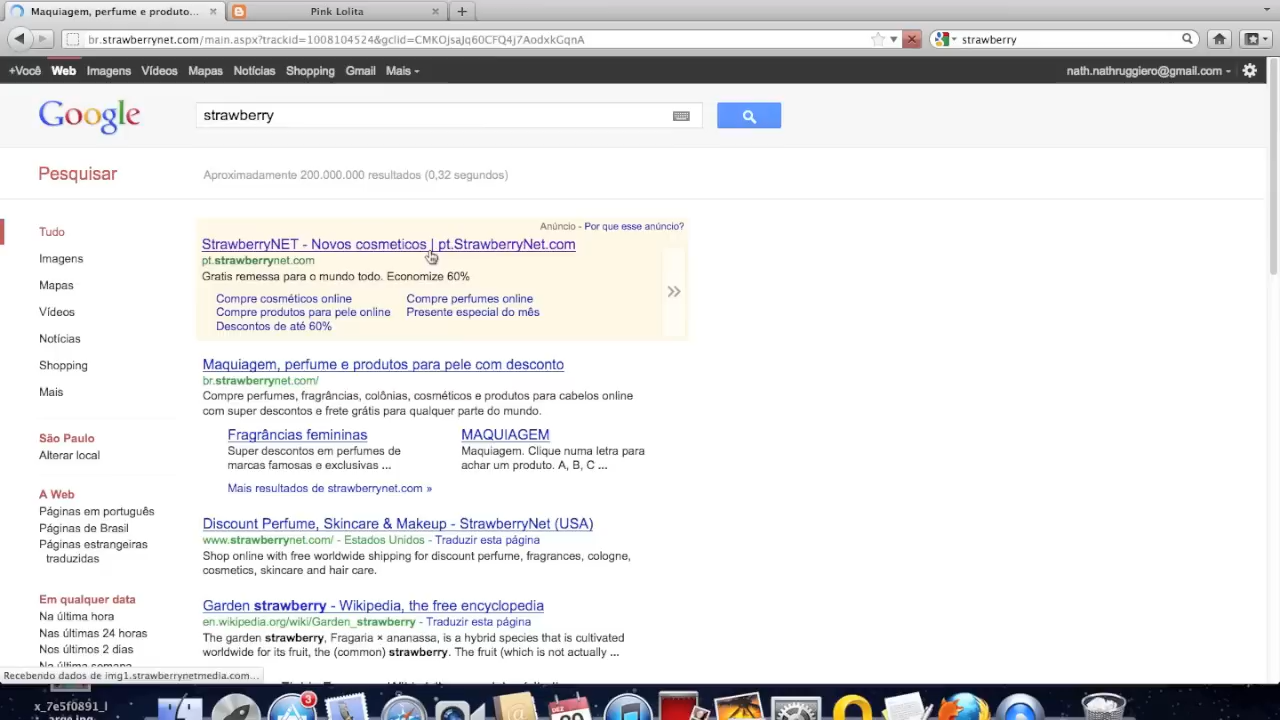 Maquiagem, perfume e produto...
Pink Lolita
br.strawberrynet.com/main.aspx?trackid=1008104524&gclid=CMKOjsaJq60CFQ4j7AodxkGqnA
strawberry
+Você Web Imagens Vídeos Mapas Notícias Shopping Gmail Mais
nath.nathruggiero@gmail.com
Google
strawberry
Pesquisar
Aproximadamente 200.000.000 resultados (0,32 segundos)
Tudo
Imagens
Mapas
Vídeos
Notícias
Shopping
Mais
São Paulo
Alterar local
A Web
Páginas em português
Páginas de Brasil
Páginas estrangeiras
traduzidas
Em qualquer data
Na última hora
Nas últimas 24 horas
Nos últimos 2 dias
Na última semana
Anúncio - Por que esse anúncio?
StrawberryNET - Novos cosmeticos | pt.StrawberryNet.com
pt.strawberrynet.com
Gratis remessa para o mundo todo. Economize 60%
Compre cosméticos online Compre perfumes online
Compre produtos para pele online Presente especial do mês
Descontos de até 60%
Maquiagem, perfume e produtos para pele com desconto
br.strawberrynet.com/
Compre perfumes, fragrâncias, colônias, cosméticos e produtos para cabelos online
com super descontos e frete grátis para qualquer parte do mundo.
Fragrâncias femininas
Super descontos em perfumes de
marcas famosas e exclusivas ...
MAQUIAGEM
Maquiagem. Clique numa letra para
achar um produto. A, B, C ...
Mais resultados de strawberrynet.com »
Discount Perfume, Skincare & Makeup - StrawberryNet (USA)
www.strawberrynet.com/ - Estados Unidos - Traduzir esta página
Shop online with free worldwide shipping for discount perfume, fragrances, cologne,
cosmetics, skincare and hair care.
Garden strawberry - Wikipedia, the free encyclopedia
en.wikipedia.org/wiki/Garden_strawberry - Traduzir esta página
The garden strawberry, Fragaria × ananassa, is a hybrid species that is cultivated
worldwide for its fruit, the (common) strawberry. The fruit (which is not actually ...
Recebendo dados de img1.strawberrynetmedia.com...
x_7e5f0891_l
3
DEZ